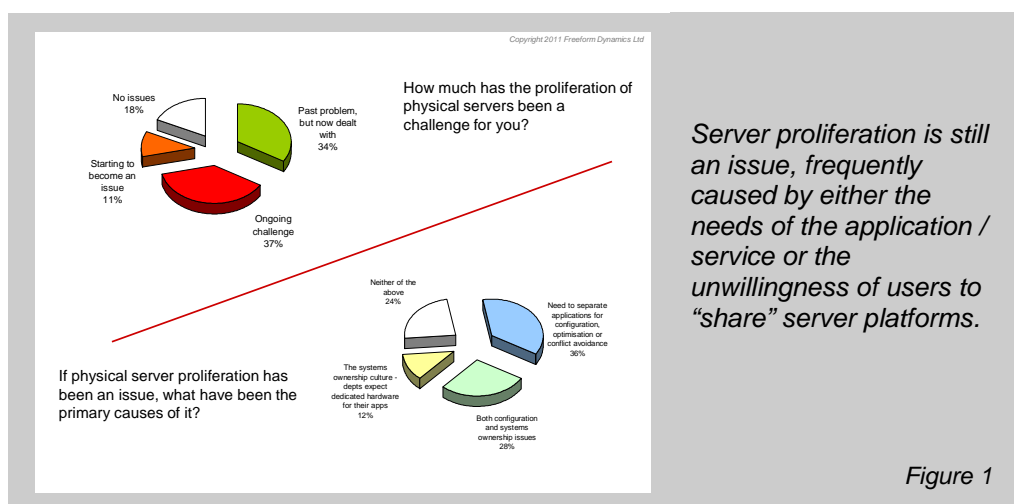 Copyright 2011 Freeform Dynamics Ltd
How much has the proliferation of
physical servers been a
challenge for you?
No issues
18%
Past problem,
but now dealt
with
34%
Starting to
become an
issue
11%
Ongoing
challenge
37%
Server proliferation is still
an issue, frequently
caused by either the
needs of the application /
service or the
unwillingness of users to
“share” server platforms.
If physical server proliferation has
been an issue, what have been the
primary causes of it?
Neither of the
above
24%
Need to separate
applications for
configuration,
optimisation or
conflict avoidance
36%
The systems
ownership culture -
depts expect
dedicated hardware
for their apps
12%
Both configuration
and systems
ownership issues
28%
Figure 1